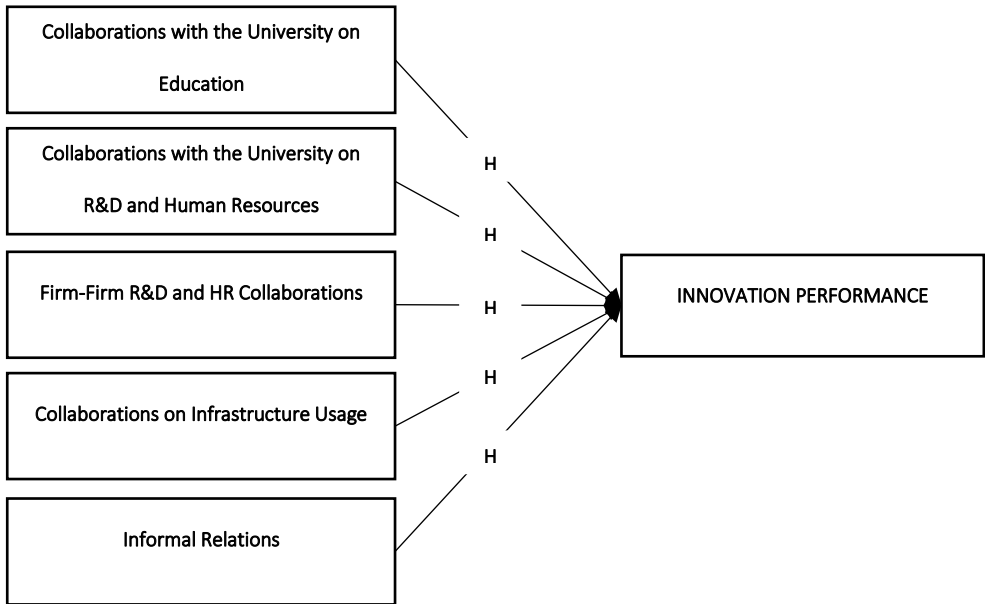 Collaborations with the University on
Education
Collaborations with the University on
R&D and Human Resources
Firm-Firm R&D and HR Collaborations
Collaborations on Infrastructure Usage
Informal Relations
H
H
H
H
H
INNOVATION PERFORMANCE